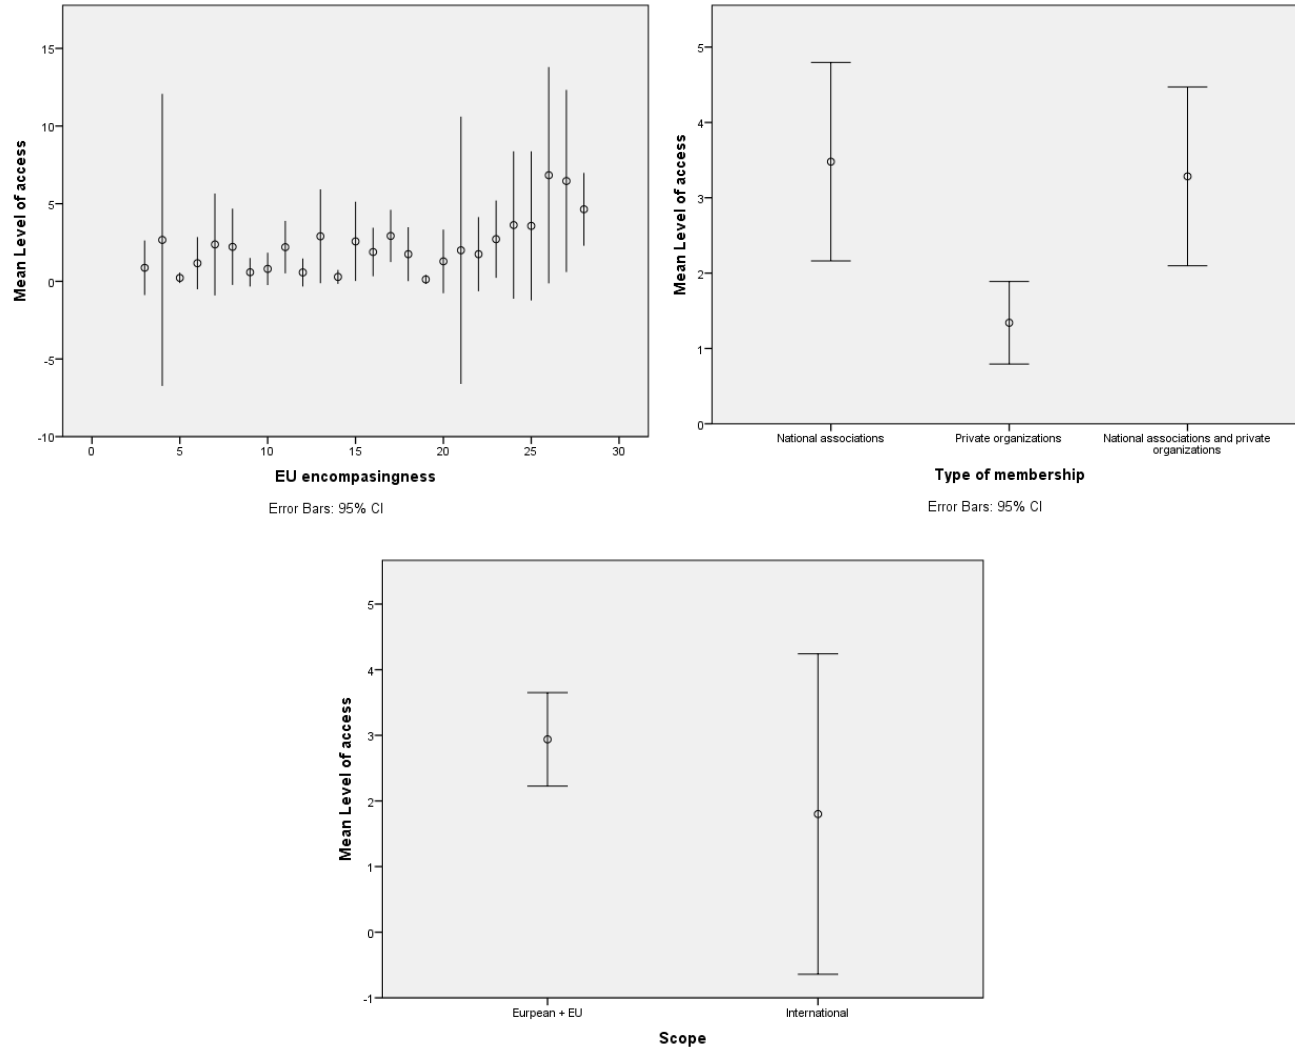 Mean Level of access
15
10
5
0
-5
-10
0 5 10 15 20 25 30
EU encompasingness
Error Bars: 95% CI
Mean Level of access
5
4
3
2
1
0
National associations Private organizations National associations and private
organizations
Type of membership
Error Bars: 95% CI
Mean Level of access
5
4
3
2
1
0
-1
Eurpean + EU International
Scope